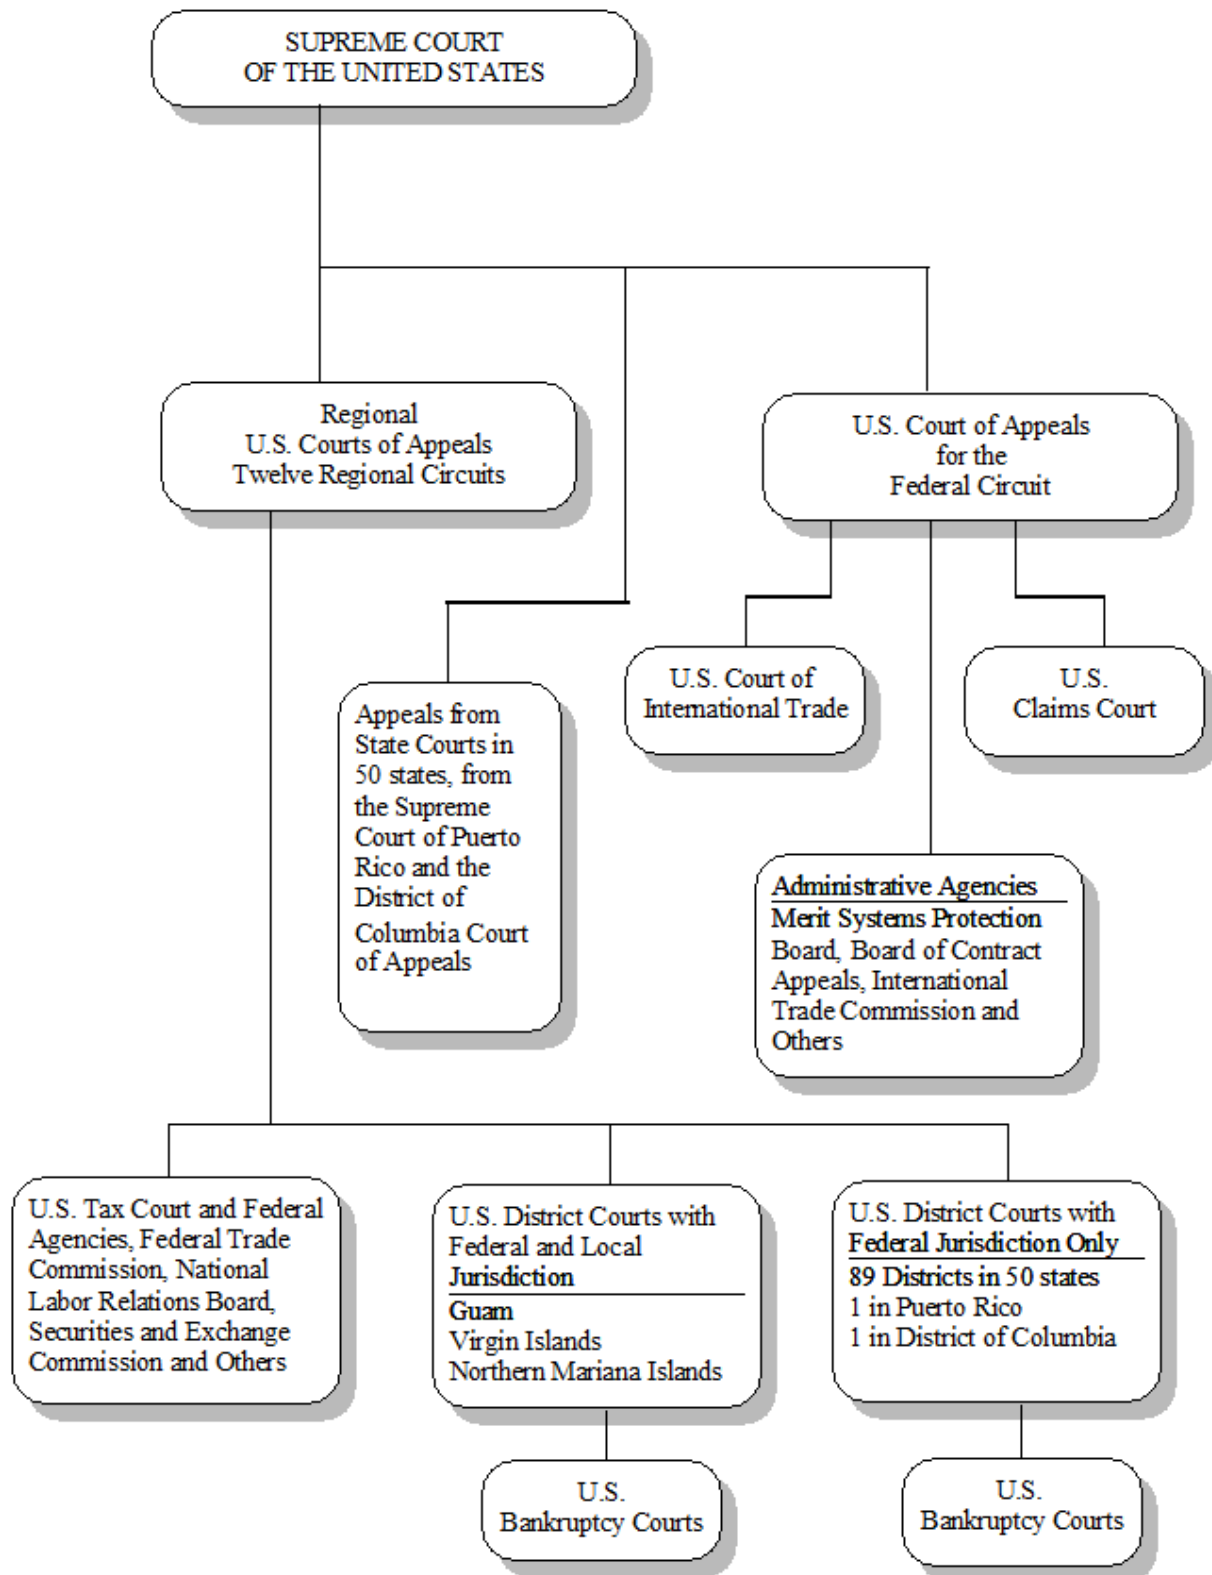 SUPREME COURT
OF THE UNITED STATES
Regional
U.S. Courts of Appeals
Twelve Regional Circuits
U.S. Court of Appeals
for the
Federal Circuit
Appeals from
State Courts in
50 states, from
the Supreme
Court of Puerto
Rico and the
District of
Columbia Court
of Appeals
U.S. Court of
International Trade
U.S.
Claims Court
Administrative Agencies
Merit Systems Protection
Board, Board of Contract
Appeals, International
Trade Commission and
Others
U.S. Tax Court and Federal
Agencies, Federal Trade
Commission, National
Labor Relations Board,
Securities and Exchange
Commission and Others
U.S. District Courts with
Federal and Local
Jurisdiction
Guam
Virgin Islands
Northern Mariana Islands
U.S. District Courts with
Federal Jurisdiction Only
89 Districts in 50 states
1 in Puerto Rico
1 in District of Columbia
U.S.
Bankruptcy Courts
U.S.
Bankruptcy Courts